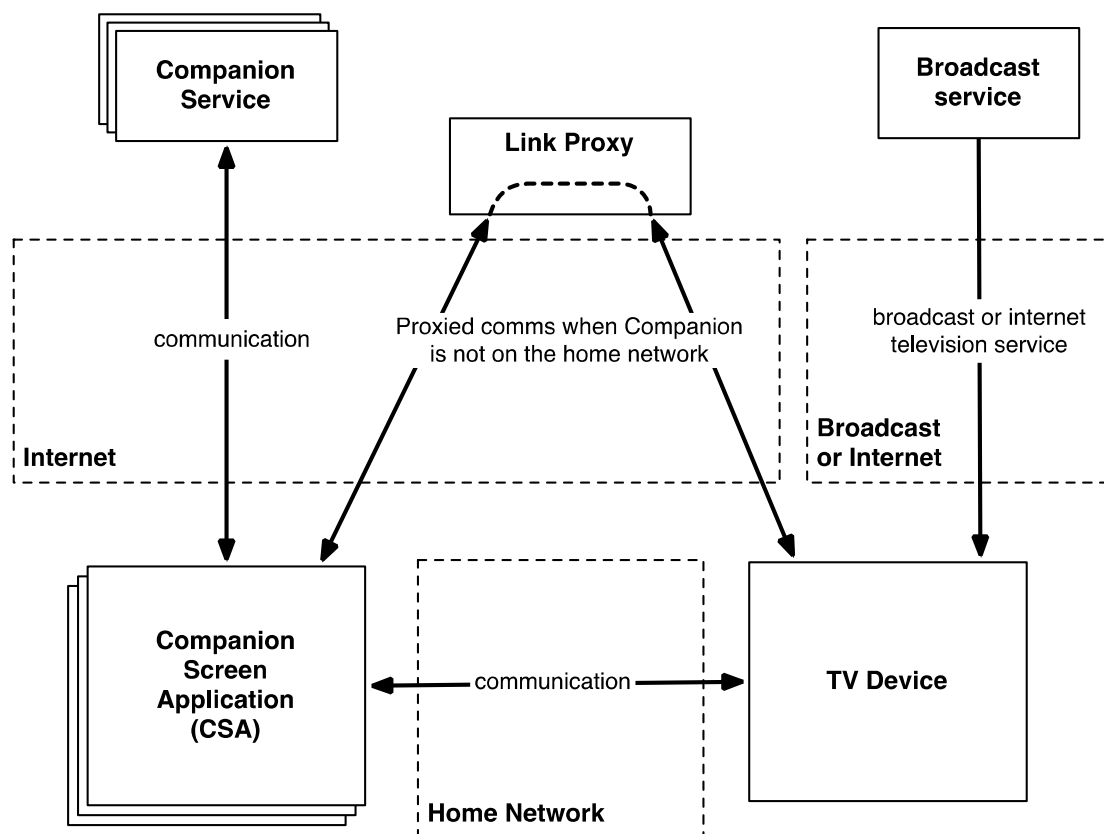 Companion
Service
Broadcast
service
Link Proxy
communication
Proxied comms when Companion
is not on the home network
broadcast or internet
television service
Internet
Broadcast
or Internet
Companion
Screen
Application
(CSA)
communication
TV Device
Home Network